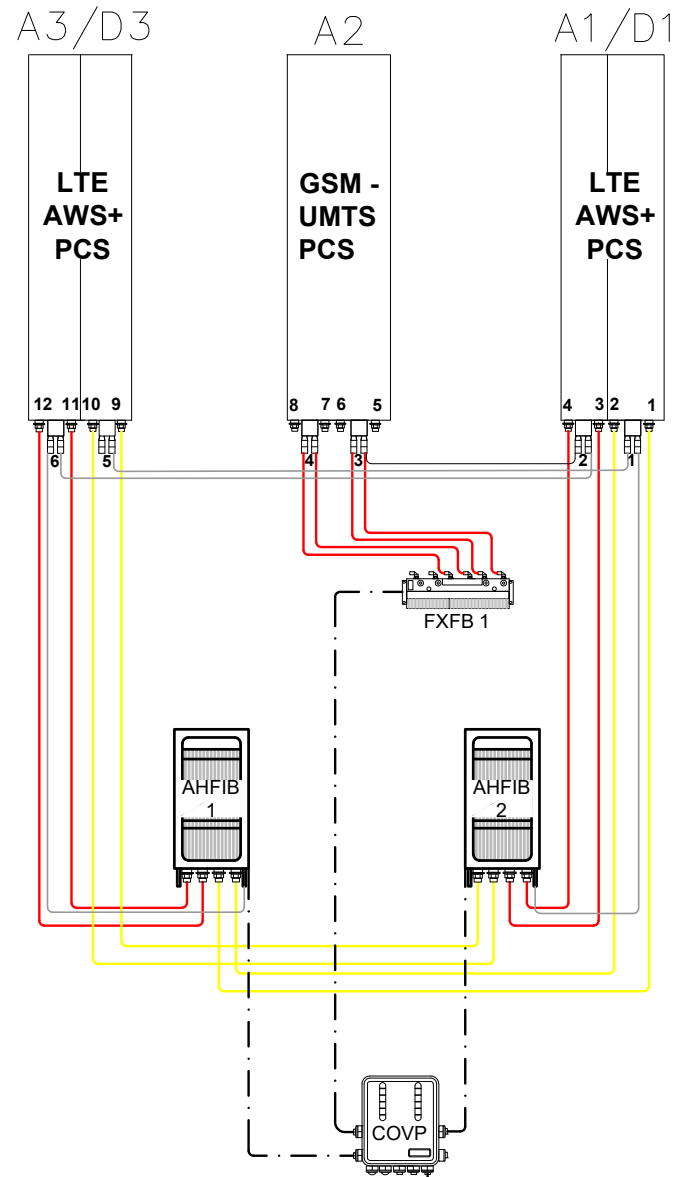 A3/D3
A2
A1/D1
LTE
AWS+
PCS
GSM -
UMTS
PCS
LTE
AWS+
PCS
12 11 10 9
8 7 6 5
4 3 2 1
6 5
4 3
2 1
FXFB 1
AHFIB
1
AHFIB
2
COVP